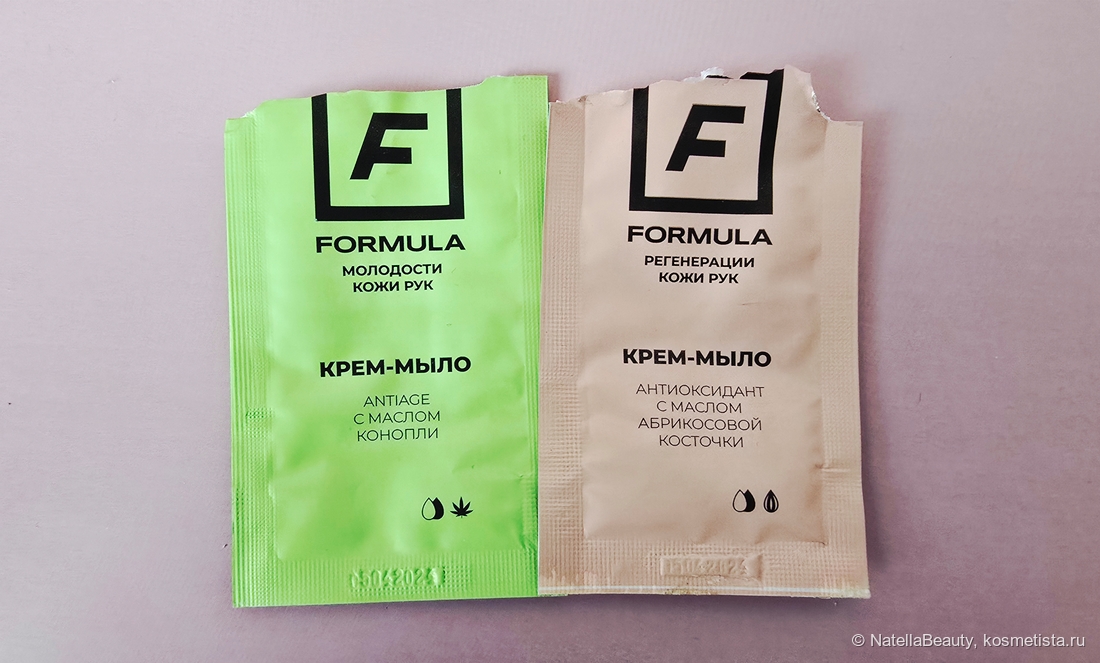 F
FORMULA
МОЛОДОСТИ
КОЖИ РУК
КРЕМ-МЫЛО
ANTIAGE
С МАСЛОМ
КОНОПЛИ
F
FORMULA
РЕГЕНЕРАЦИИ
КОЖИ РУК
КРЕМ-МЫЛО
АНТИОКСИДАНТ
С МАСЛОМ
АБРИКОСОВОЙ
КОСТОЧКИ
© NatellaBeauty, kosmetista.ru